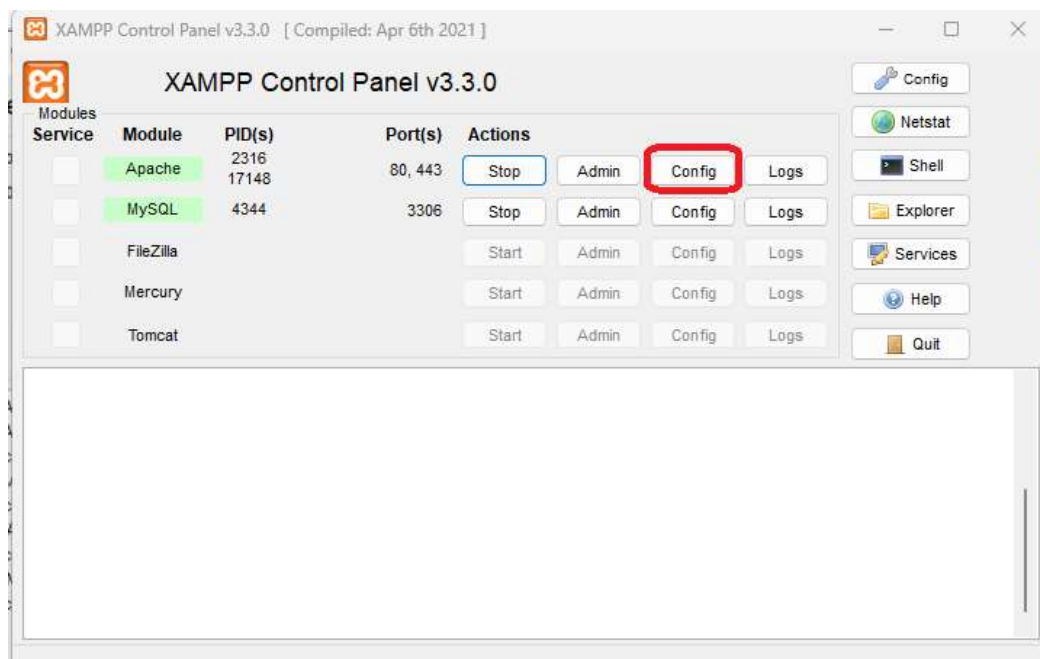 XAMPP Control Panel v3.3.0 [ Compiled: Apr 6th 2021 ]
XAMPP Control Panel v3.3.0
Config
Modules
Netstat
Service Module PID(s) Port(s) Actions
Apache 2316 17148 80, 443 Stop Admin Config Logs
Shell
MySQL 4344 3306 Stop Admin Config Logs
Explorer
FileZilla Start Admin Config Logs
Services
Mercury Start Admin Config Logs
Help
Tomcat Start Admin Config Logs
Quit